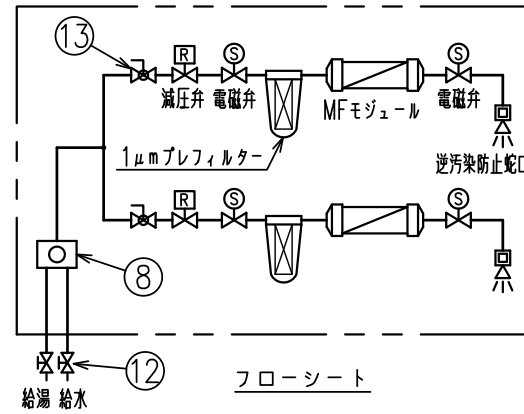 ⑬
R
S
S
減圧弁
電磁弁
MFモジュール
電磁弁
1μmプレフィルター
逆汚染防止蛇口
R
S
S
⑧
⑫
給湯
給水
フローシート